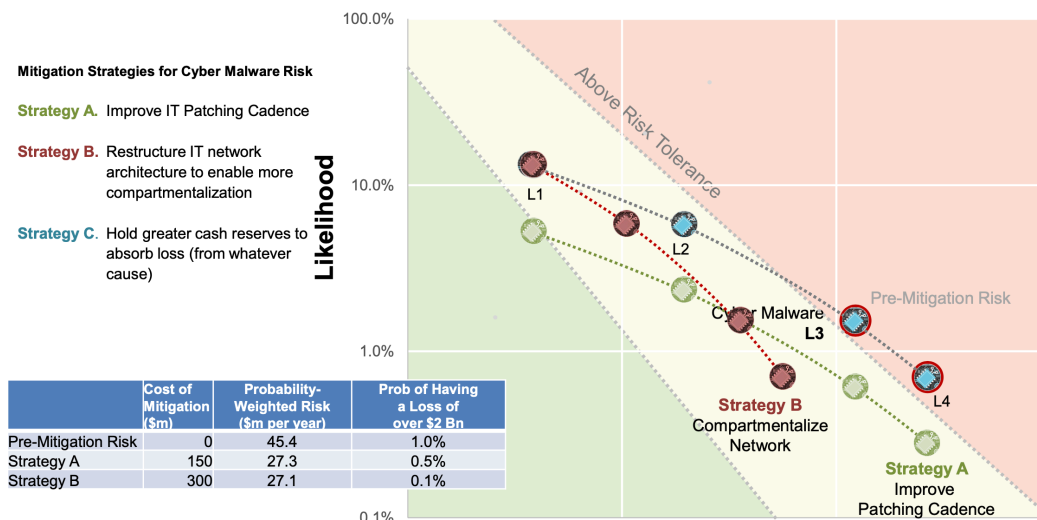 Mitigation Strategies for Cyber Malware Risk
Strategy A. Improve IT Patching Cadence
Strategy B. Restructure IT network
architecture to enable more
compartmentalization
Strategy C. Hold greater cash reserves to
absorb loss (from whatever
cause)
Likelihood
100.0%
10.0%
1.0%
0.1%
Above Risk Tolerance
L1
L2
Pre-Mitigation Risk
Cyber Malware
L3
L4
Strategy B
Compartmentalize
Network
Strategy A
Improve
Patching Cadence
Cost of Mitigation ($m) Probability-Weighted Risk ($m per year) Prob of Having a Loss of over $2 Bn
Pre-Mitigation Risk 0 45.4 1.0%
Strategy A 150 27.3 0.5%
Strategy B 300 27.1 0.1%